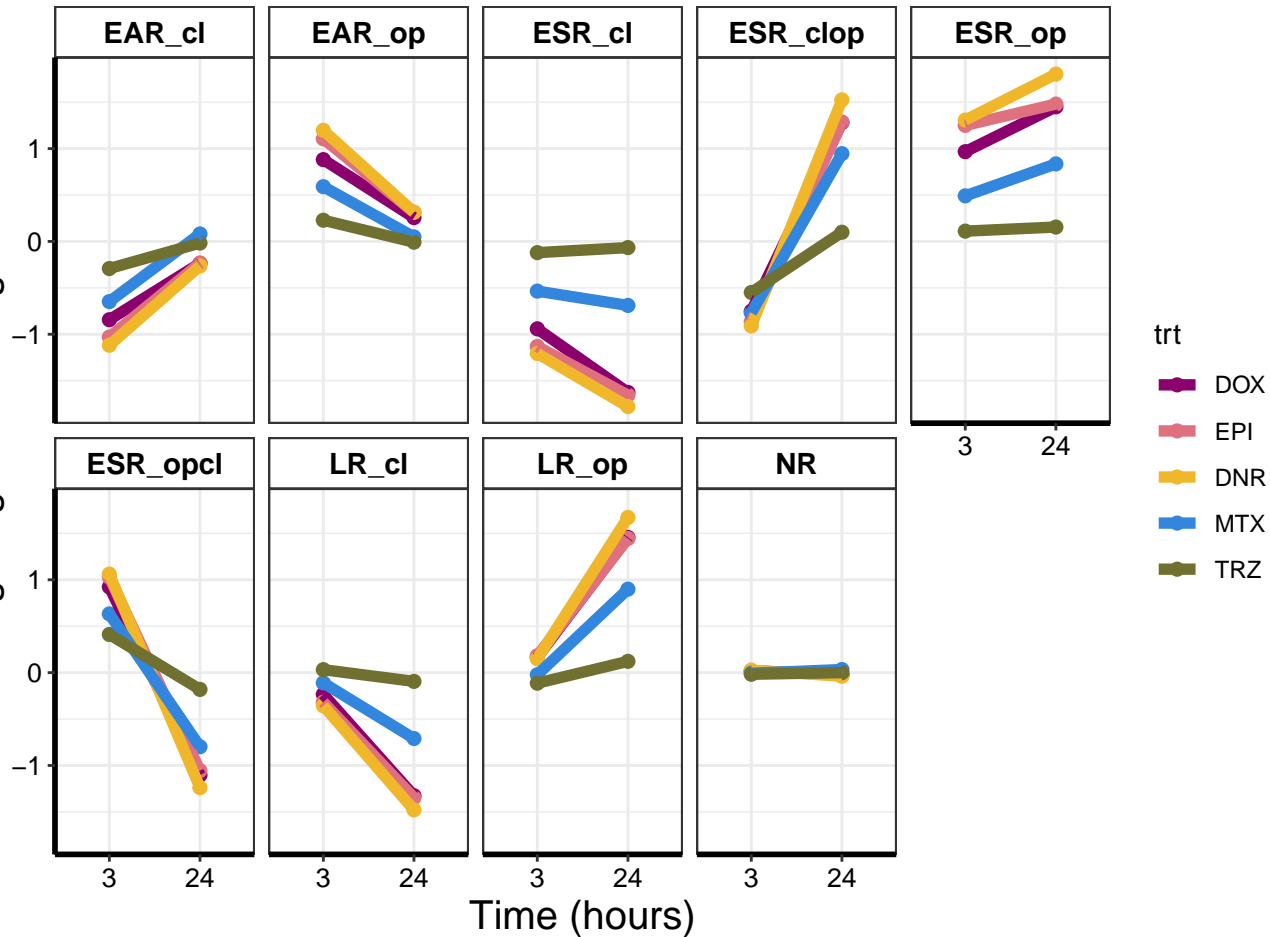 EAR_cl EAR_op ESR_cl ESR_clop ESR_op
1
0
−1
3 24
trt
DOX
EPI
DNR
MTX
TRZ
ESR_opcl LR_cl LR_op NR
1
0
−1
3 24 3 24 3 24 3 24
Time (hours)